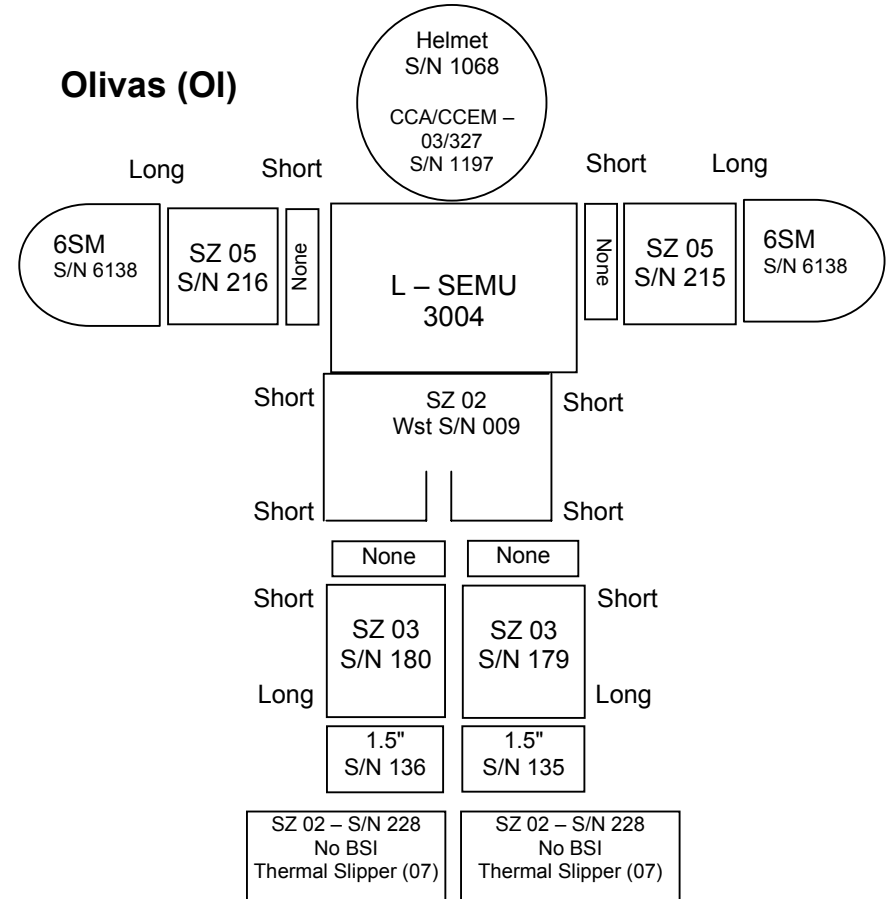 Olivas (OI)
Helmet
S/N 1068
CCA/CCEM –
03/327
S/N 1197
Long
Short
Short
Long
6SM
S/N 6138
SZ 05
S/N 216
None
L – SEMU
3004
None
SZ 05
S/N 215
6SM
S/N 6138
Short
SZ 02
Wst S/N 009
Short
Short
Short
None
None
Short
SZ 03
S/N 180
SZ 03
S/N 179
Short
Long
Long
1.5"
S/N 136
1.5"
S/N 135
SZ 02 – S/N 228
No BSI
Thermal Slipper (07)
SZ 02 – S/N 228
No BSI
Thermal Slipper (07)